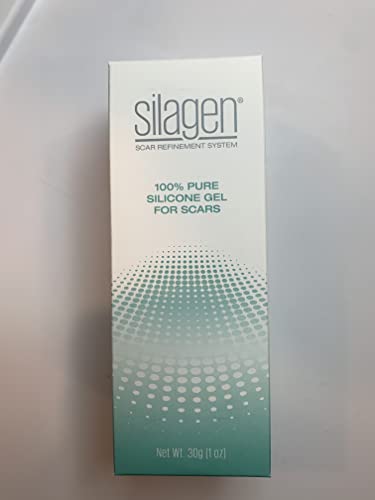 silagen®
SCAR REFINEMENT SYSTEM
100% PURE
SILICONE GEL
FOR SCARS
Net Wt. 30g [1 oz]